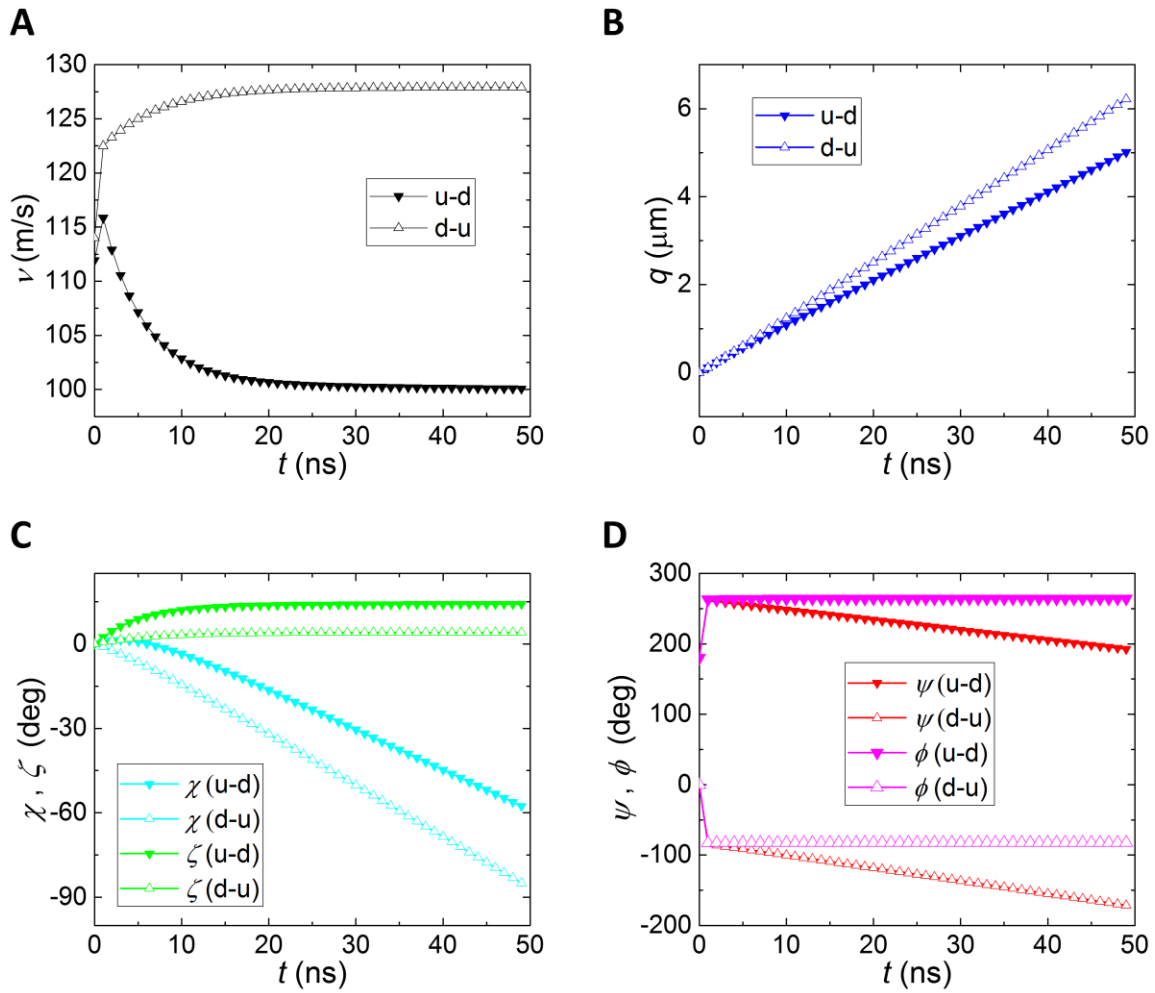 A
130
125
120
115
110
105
100
ν (m/s)
u-d
d-u
0 10 20 30 40 50
t (ns)
B
6
4
2
0
q (μm)
u-d
d-u
0 10 20 30 40 50
t (ns)
C
0
-30
-60
-90
χ , ζ (deg)
χ (u-d)
χ (d-u)
ζ (u-d)
ζ (d-u)
0 10 20 30 40 50
t (ns)
D
300
200
100
0
-100
-200
ψ, ϕ (deg)
ψ (u-d)
ψ (d-u)
ϕ (u-d)
ϕ (d-u)
0 10 20 30 40 50
t (ns)